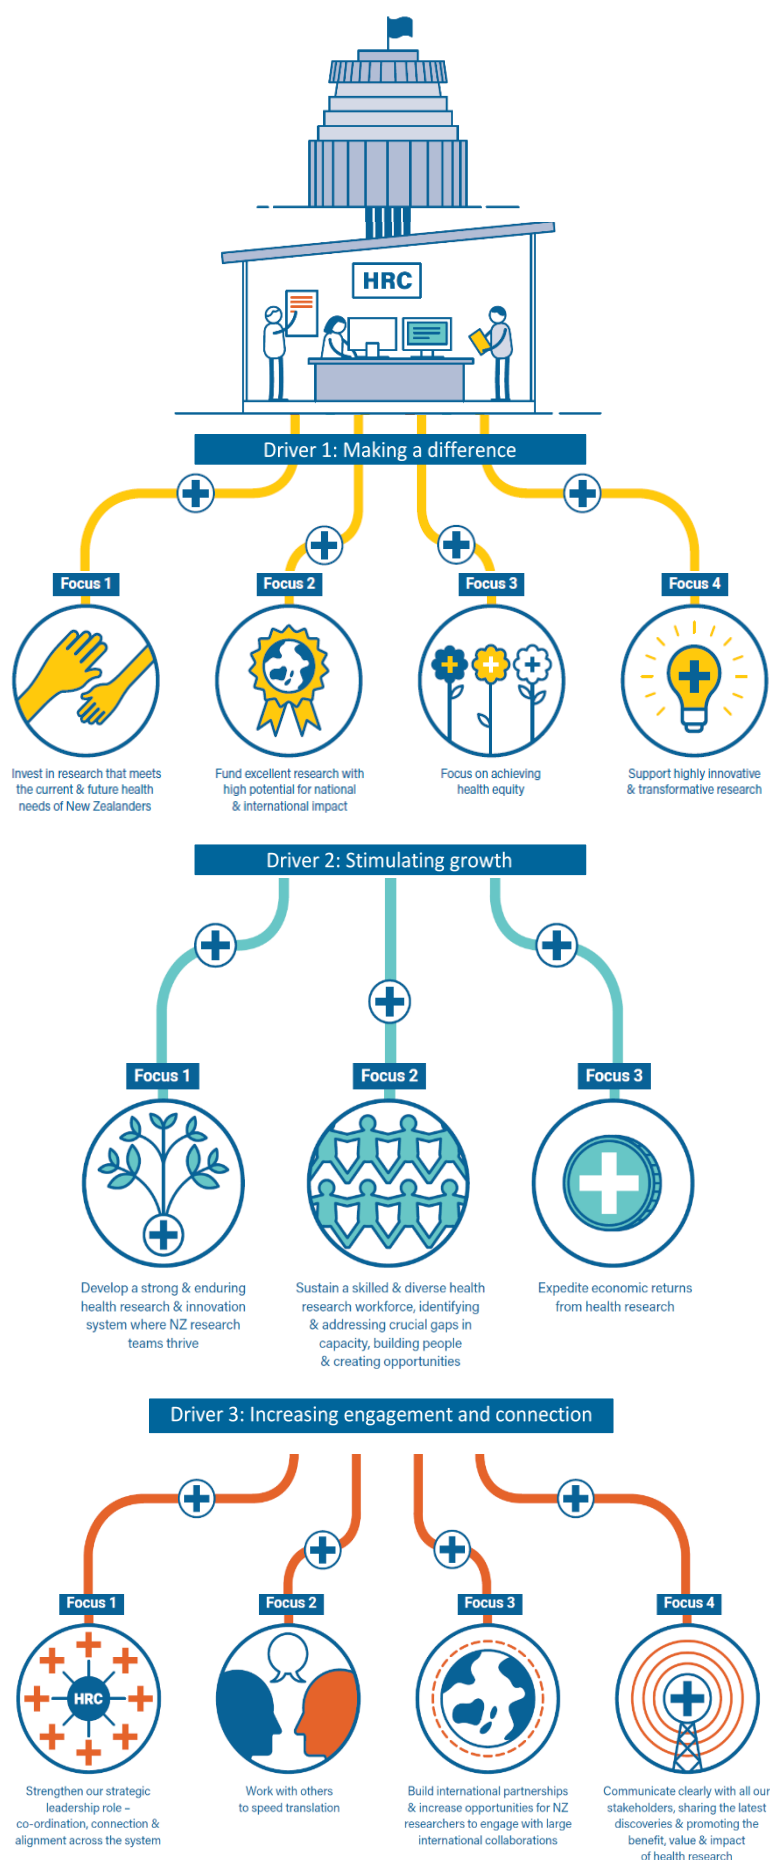 HRC
Driver 1: Making a difference
Focus 1
Focus 2
Focus 3
Focus 4
Invest in research that meets
the current & future health
needs of New Zealanders
Fund excellent research with
high potential for national
& international impact
Focus on achieving
health equity
Support highly innovative
& transformative research
Driver 2: Stimulating growth
Focus 1
Focus 2
Focus 3
Develop a strong & enduring
health research & innovation
system where NZ research
teams thrive
Sustain a skilled & diverse health
research workforce, identifying
& addressing crucial gaps in
capacity, building people
& creating opportunities
Expedite economic returns
from health research
Driver 3: Increasing engagement and connection
Focus 1
Focus 2
Focus 3
Focus 4
HRC
Strengthen our strategic
leadership role –
co-ordination, connection &
alignment across the system
Work with others
to speed translation
Build international partnerships
& increase opportunities for NZ
researchers to engage with large
international collaborations
Communicate clearly with all our
stakeholders, sharing the latest
discoveries & promoting the
benefit, value & impact
of health research